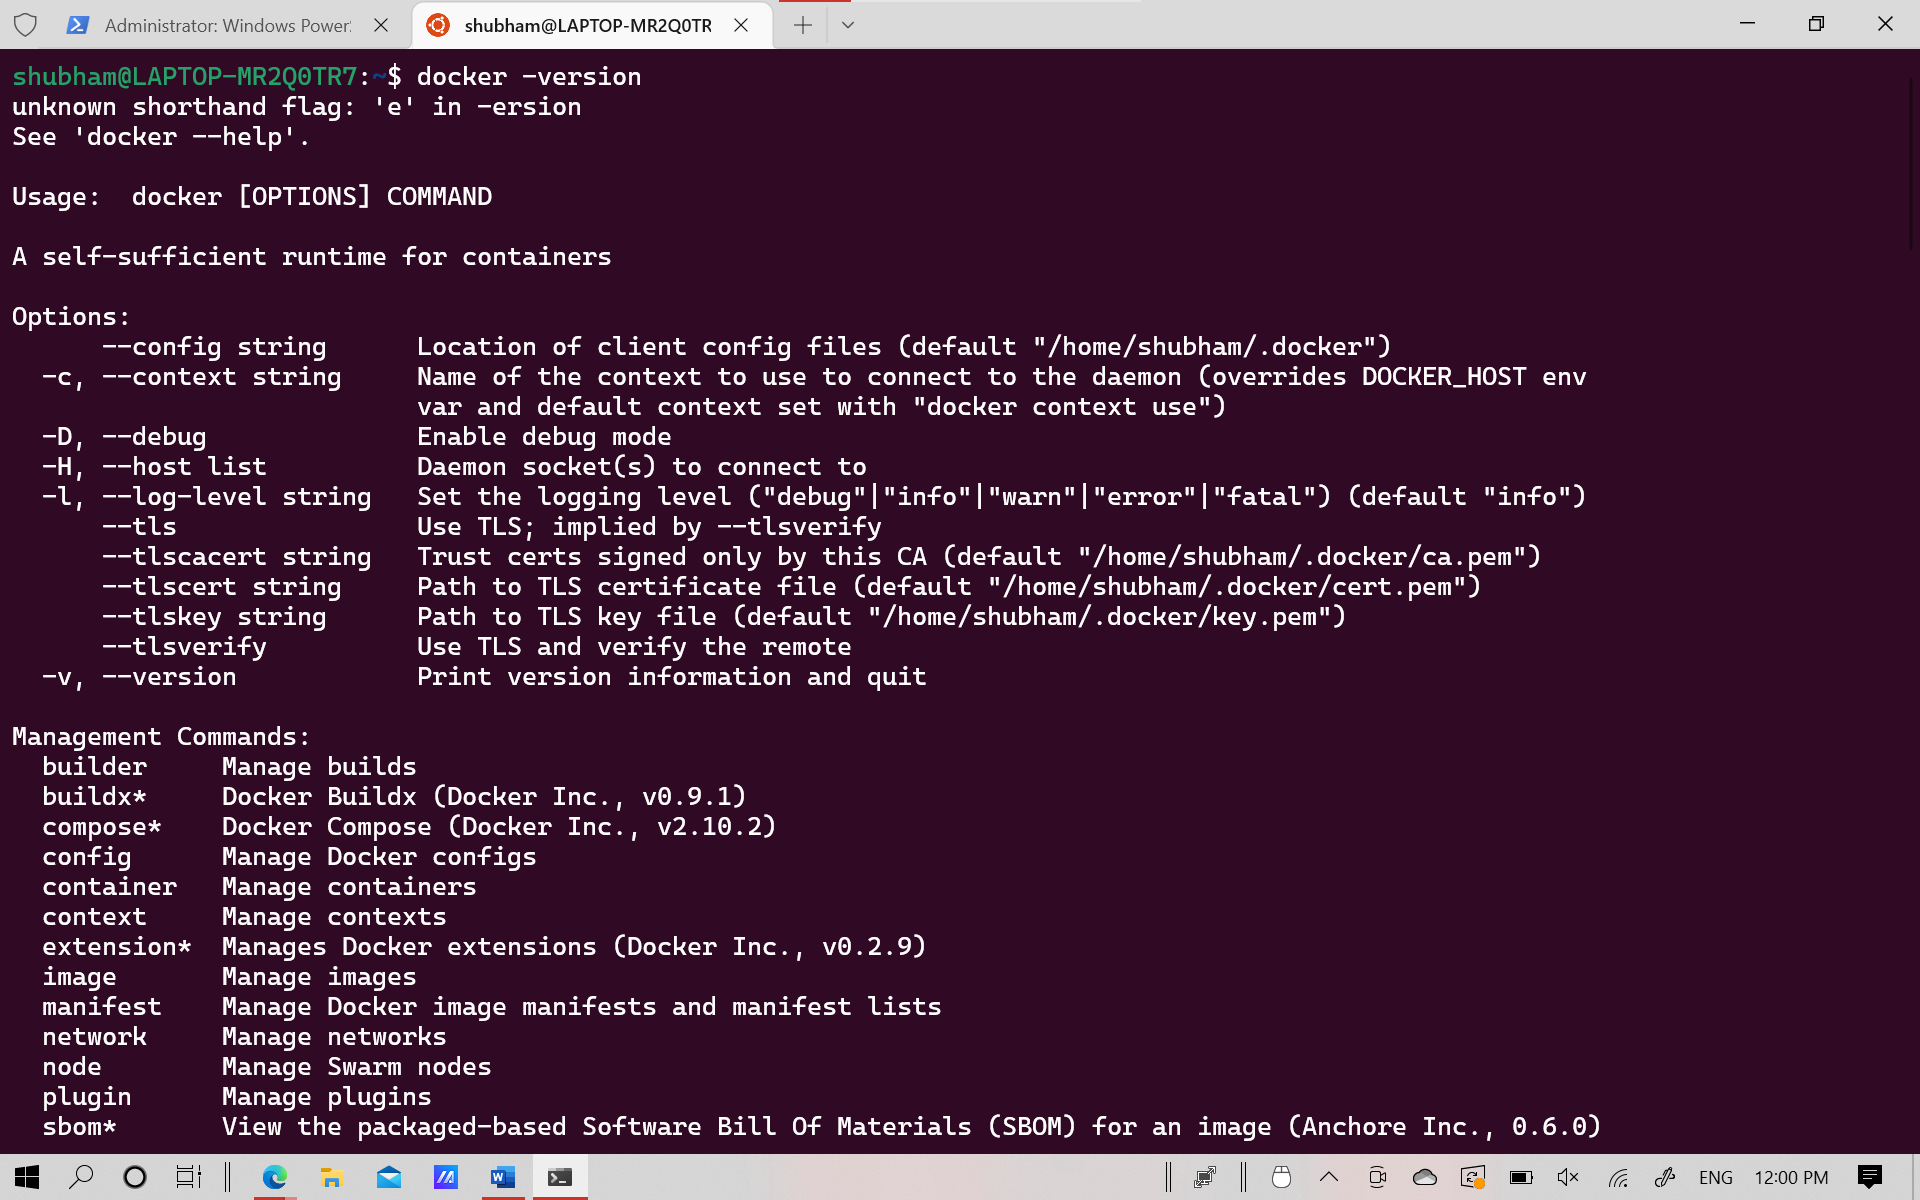 Administrator: Windows Power
shubham@LAPTOP-MR2Q0TR
shubham@LAPTOP-MR2Q0TR7:~$ docker -version
unknown shorthand flag: 'e' in -ersion
See 'docker --help'.
Usage:  docker [OPTIONS] COMMAND
A self-sufficient runtime for containers
Options:
      --config string      Location of client config files (default "/home/shubham/.docker")
  -c, --context string     Name of the context to use to connect to the daemon (overrides DOCKER_HOST env
                           var and default context set with "docker context use")
  -D, --debug              Enable debug mode
  -H, --host list          Daemon socket(s) to connect to
  -l, --log-level string   Set the logging level ("debug"|"info"|"warn"|"error"|"fatal") (default "info")
      --tls                Use TLS; implied by --tlsverify
      --tlscacert string   Trust certs signed only by this CA (default "/home/shubham/.docker/ca.pem")
      --tlscert string     Path to TLS certificate file (default "/home/shubham/.docker/cert.pem")
      --tlskey string      Path to TLS key file (default "/home/shubham/.docker/key.pem")
      --tlsverify          Use TLS and verify the remote
  -v, --version            Print version information and quit
Management Commands:
  builder     Manage builds
  buildx*     Docker Buildx (Docker Inc., v0.9.1)
  compose*    Docker Compose (Docker Inc., v2.10.2)
  config      Manage Docker configs
  container   Manage containers
  context     Manage contexts
  extension*  Manages Docker extensions (Docker Inc., v0.2.9)
  image       Manage images
  manifest    Manage Docker image manifests and manifest lists
  network     Manage networks
  node        Manage Swarm nodes
  plugin      Manage plugins
  sbom*       View the packaged-based Software Bill Of Materials (SBOM) for an image (Anchore Inc., 0.6.0)
ENG 12:00 PM